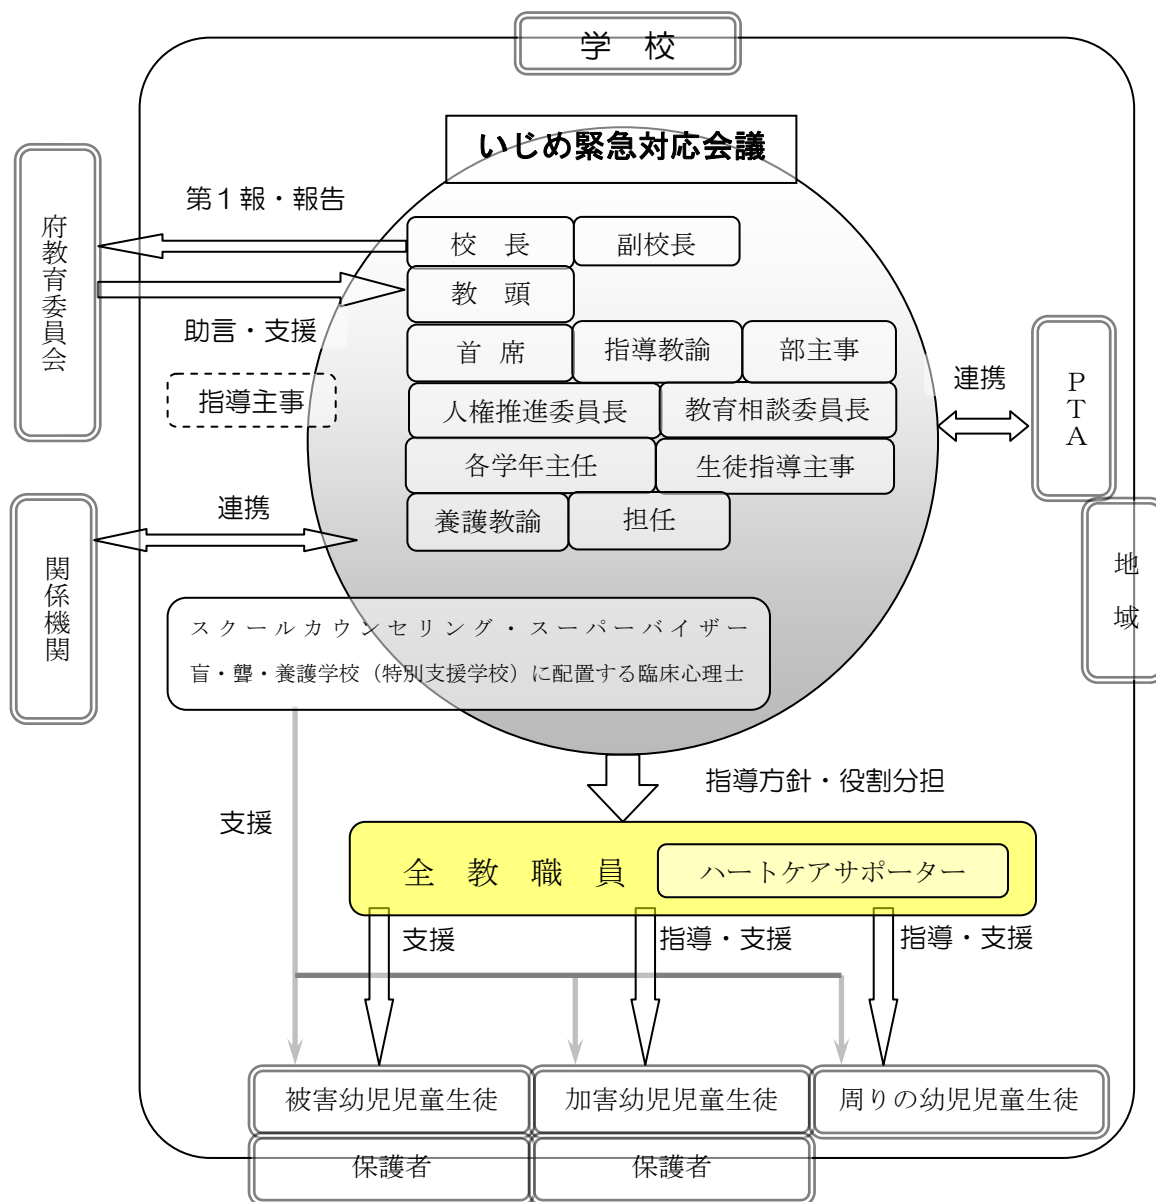 学　校
いじめ緊急対応会議
第１報・報告
校　長
副校長
府教育委員会
教　頭
助言・支援
首　席
指導教諭
部主事
指導主事
連携
ＰＴＡ
人権推進委員長
教育相談委員長
各学年主任
生徒指導主事
連携
養護教諭
担任
関係機関
地域
スクールカウンセリング・スーパーバイザー
盲・聾・養護学校（特別支援学校）に配置する臨床心理士
指導方針・役割分担
支援
全　教　職　員
ハートケアサポーター
支援
指導・支援
指導・支援
被害幼児児童生徒
加害幼児児童生徒
周りの幼児児童生徒
保護者
保護者